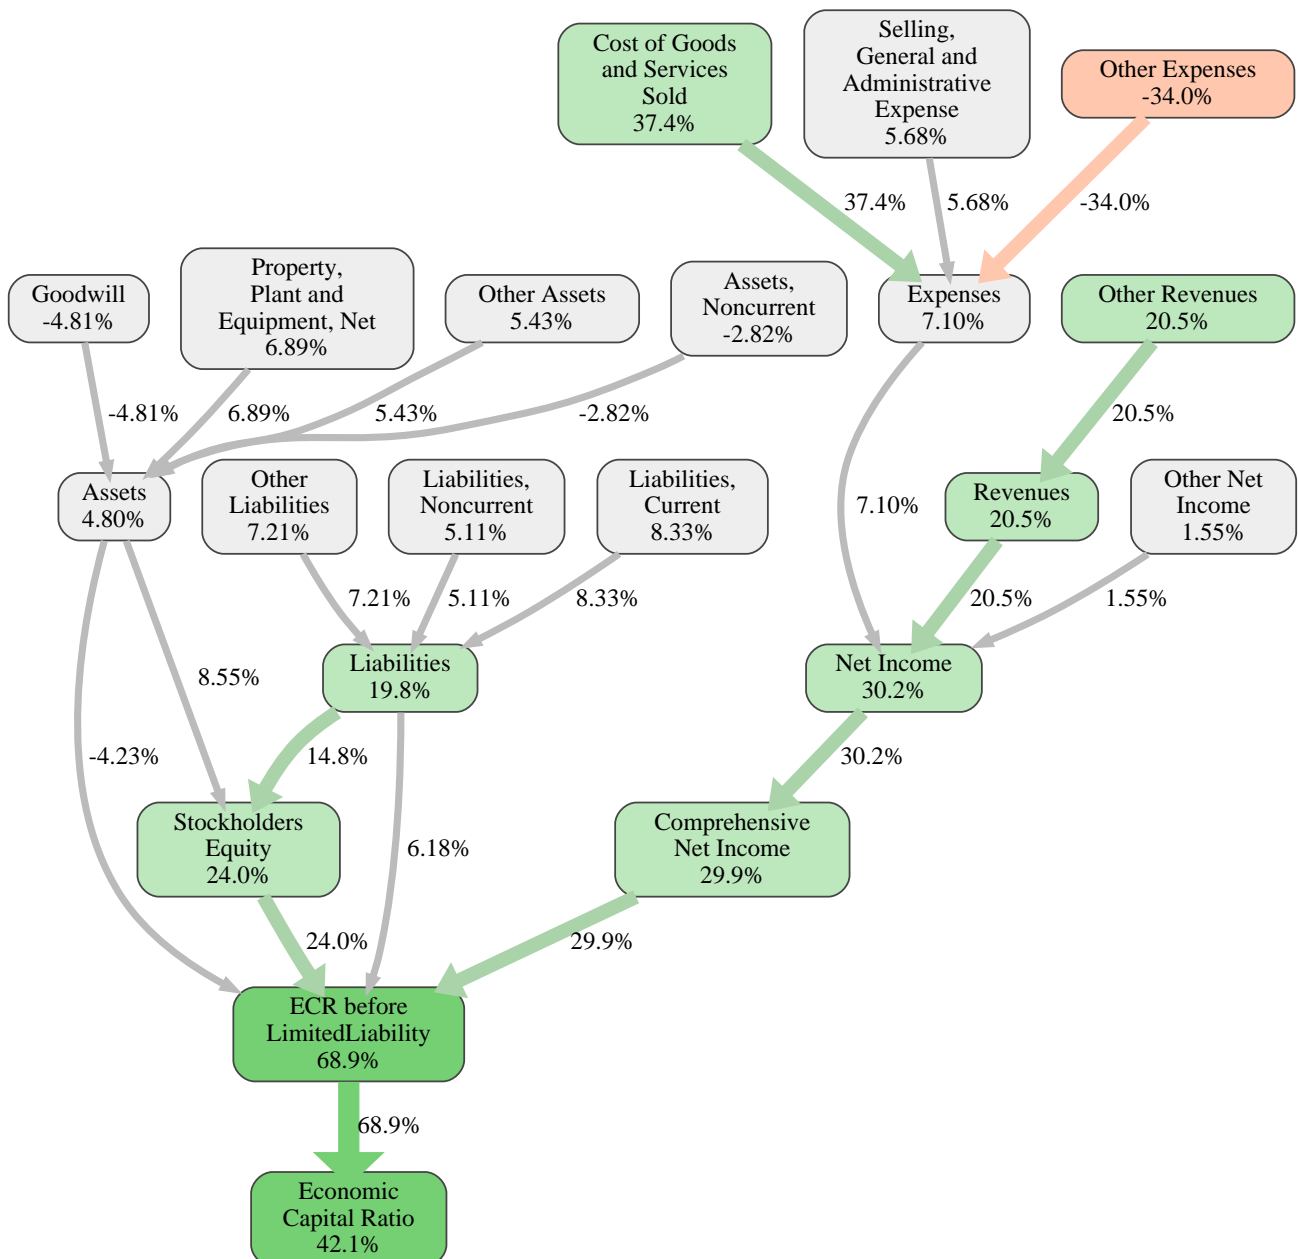 Cost of Goods
and Services
Sold
37.4%
Selling,
General and
Administrative
Expense
5.68%
Other Expenses
-34.0%
37.4%
5.68%
-34.0%
Goodwill
-4.81%
Property,
Plant and
Equipment, Net
6.89%
Other Assets
5.43%
Assets,
Noncurrent
-2.82%
Expenses
7.10%
Other Revenues
20.5%
-4.81%
6.89%
5.43%
-2.82%
20.5%
Assets
4.80%
Other
Liabilities
7.21%
Liabilities,
Noncurrent
5.11%
Liabilities,
Current
8.33%
7.10%
Revenues
20.5%
Other Net
Income
1.55%
7.21%
5.11%
8.33%
20.5%
1.55%
8.55%
Liabilities
19.8%
Net Income
30.2%
-4.23%
14.8%
30.2%
Stockholders
Equity
24.0%
6.18%
Comprehensive
Net Income
29.9%
24.0%
29.9%
ECR before
LimitedLiability
68.9%
68.9%
Economic
Capital Ratio
42.1%